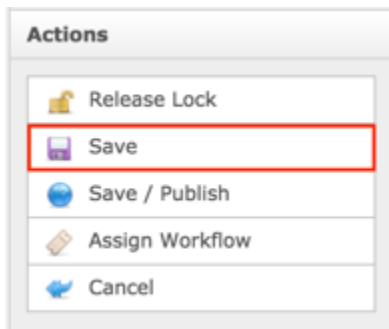 Actions
Release Lock
Save
Save / Publish
Assign Workflow
Cancel